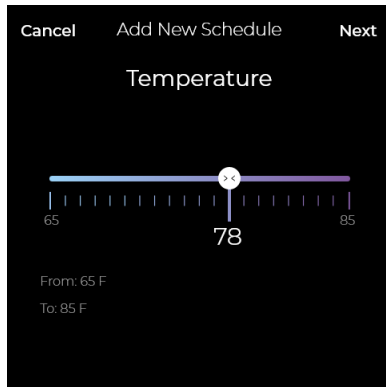 Cancel Add New Schedule Next
Temperature
65 85
78
From: 65 F
To: 85 F